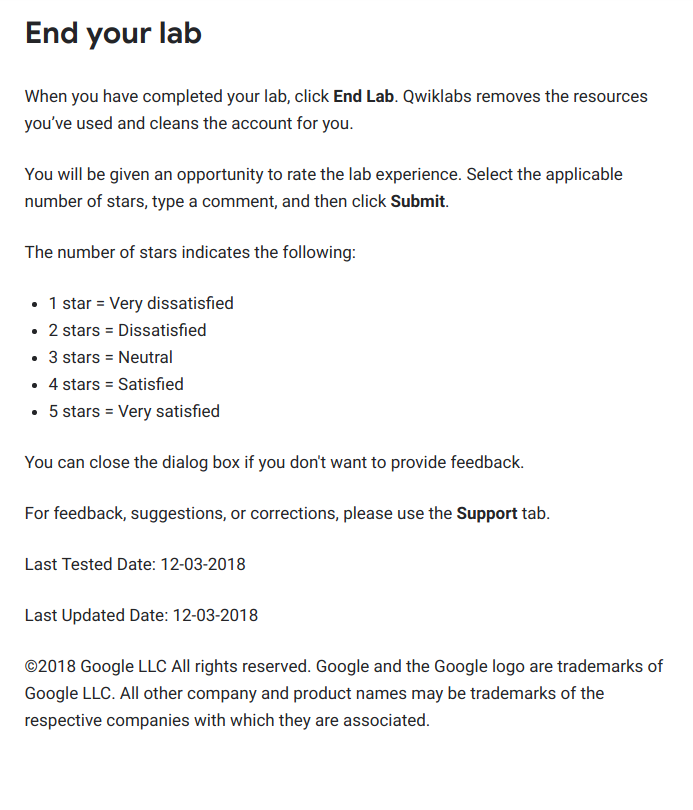 End your lab
When you have completed your lab, click End Lab. Qwiklabs removes the resources
you’ve used and cleans the account for you.
You will be given an opportunity to rate the lab experience. Select the applicable
number of stars, type a comment, and then click Submit.
The number of stars indicates the following:
• 1 star = Very dissatisfied
• 2 stars = Dissatisfied
• 3 stars = Neutral
• 4 stars = Satisfied
• 5 stars = Very satisfied
You can close the dialog box if you don't want to provide feedback.
For feedback, suggestions, or corrections, please use the Support tab.
Last Tested Date: 12-03-2018
Last Updated Date: 12-03-2018
©2018 Google LLC All rights reserved. Google and the Google logo are trademarks of
Google LLC. All other company and product names may be trademarks of the
respective companies with which they are associated.